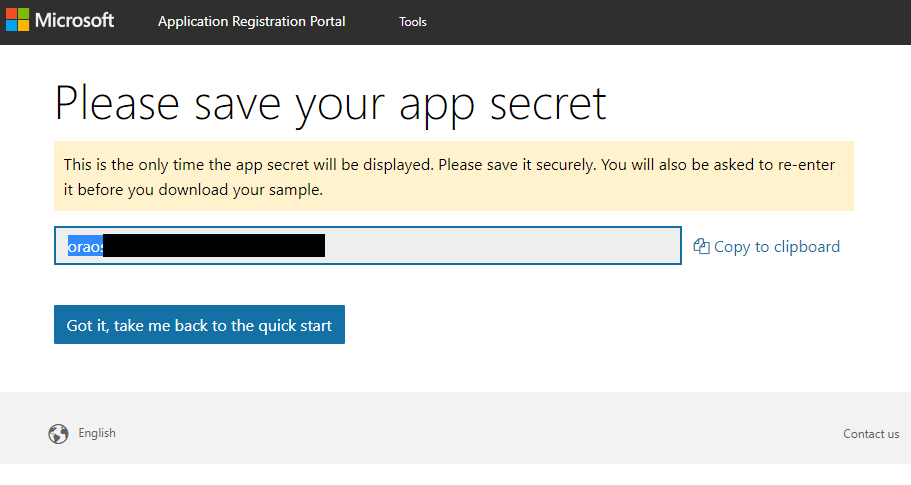 Microsoft Application Registration Portal Tools
Please save your app secret
This is the only time the app secret will be displayed. Please save it securely. You will also be asked to re-enter
it before you download your sample.
oraos
Copy to clipboard
Got it, take me back to the quick start
English
Contact us